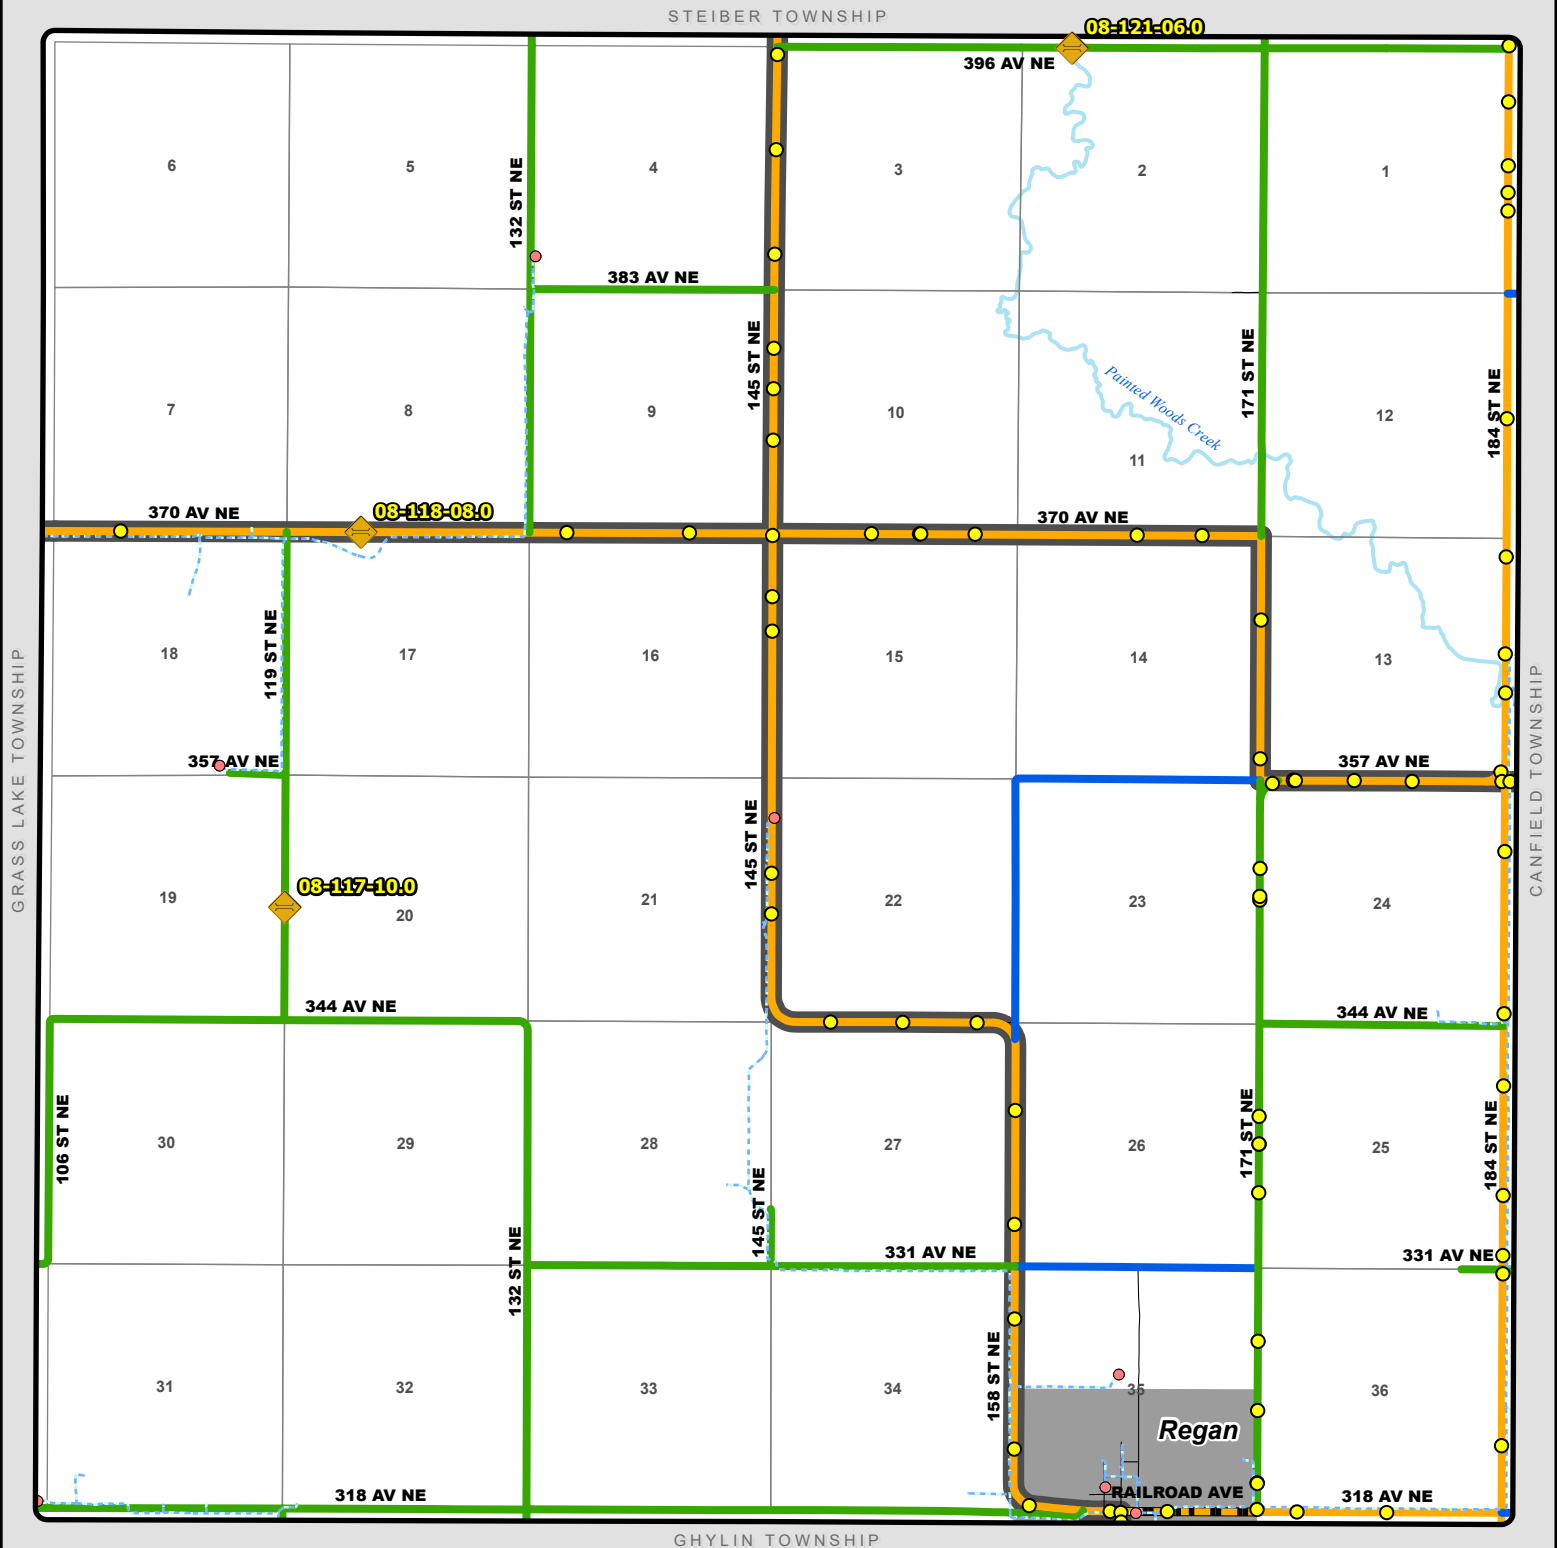 STEIBER TOWNSHIP
08-121-06.0
396 AV NE
6
5
4
3
2
1
132 ST NE
383 AV NE
145 ST NE
171 ST NE
184 ST NE
Painted Woods Creek
7
8
9
10
11
12
370 AV NE
08-118-08.0
370 AV NE
119 ST NE
18
17
16
15
14
13
GRASS LAKE TOWNSHIP
CANFIELD TOWNSHIP
357 AV NE
357 AV NE
145 ST NE
08-117-10.0
19
20
21
22
23
24
344 AV NE
344 AV NE
106 ST NE
30
29
28
27
26
25
171 ST NE
184 ST NE
145 ST NE
132 ST NE
331 AV NE
331 AV NE
158 ST NE
31
32
33
34
35
36
Regan
318 AV NE
RAILROAD AVE
318 AV NE
GHYLIN TOWNSHIP